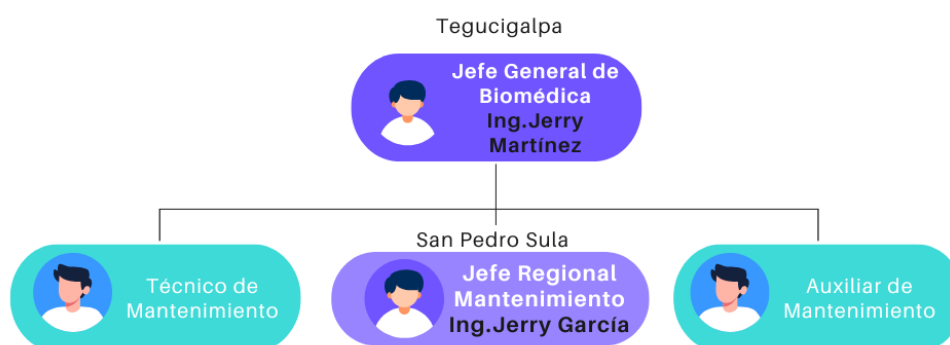 Tegucigalpa
Jefe General de
Biomédica
Ing.Jerry
Martínez
San Pedro Sula
Técnico de
Mantenimiento
Jefe Regional
Mantenimiento
Ing.Jerry García
Auxiliar de
Mantenimiento